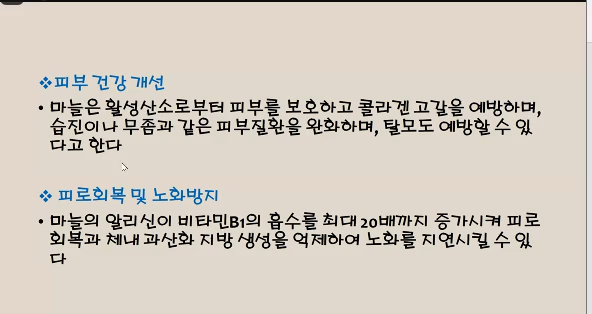 ❖피부 건강 개선
• 마늘은 활성산소로부터 피부를 보호하고 콜라겐 고갈을 예방하며,
습진이나 무좀과 같은 피부질환을 완화하며, 탈모도 예방할 수 있
다고 한다
❖ 피로회복 및 노화방지
• 마늘의 알리신이 비타민B1의 흡수를 최대 20배까지 증가시켜 피로
회복과 체내 과산화 지방 생성을 억제하여 노화를 지연시킬 수 있
다